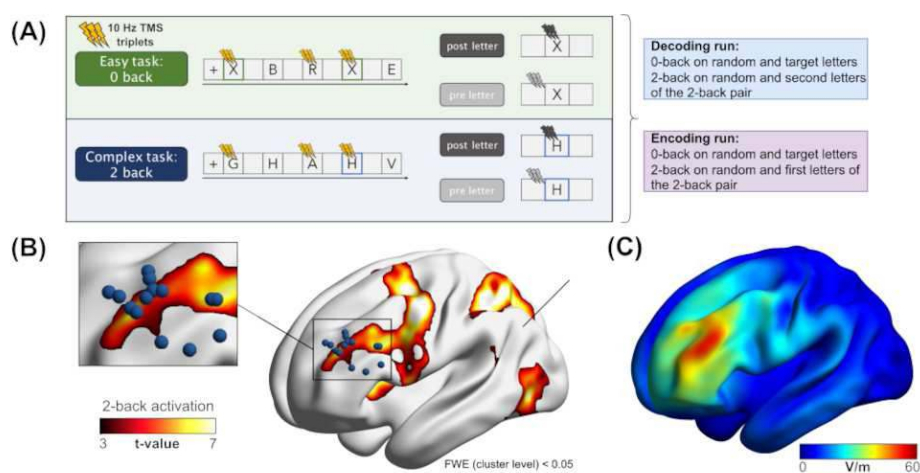 (A)
10 Hz TMS
triplets
Easy task:
0 back
+ X B R X E
post letter
X
pre letter
X
Complex task:
2 back
+ G H A H V
post letter
H
pre letter
H
Decoding run:
0-back on random and target letters
2-back on random and second letters
of the 2-back pair
Encoding run:
0-back on random and target letters
2-back on random and first letters of
the 2-back pair
(B)
2-back activation
3 t-value 7
FWE (cluster level) < 0.05
(C)
0 V/m 60